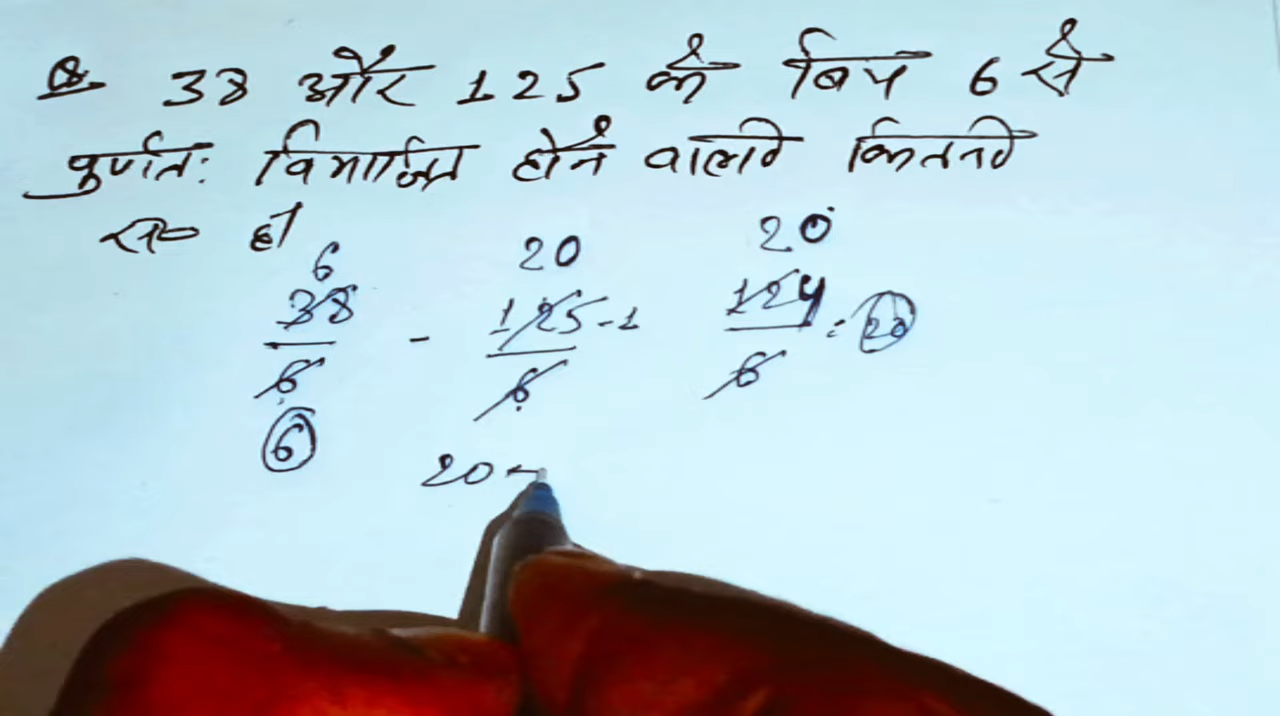 Q. 38 और 125 के बिच 6 से
पुर्णतः विभाजित होने वाली कितनी
सं० हो
6 20 20
38/6 - 125-1/6 124/6 = 20
6
20 -